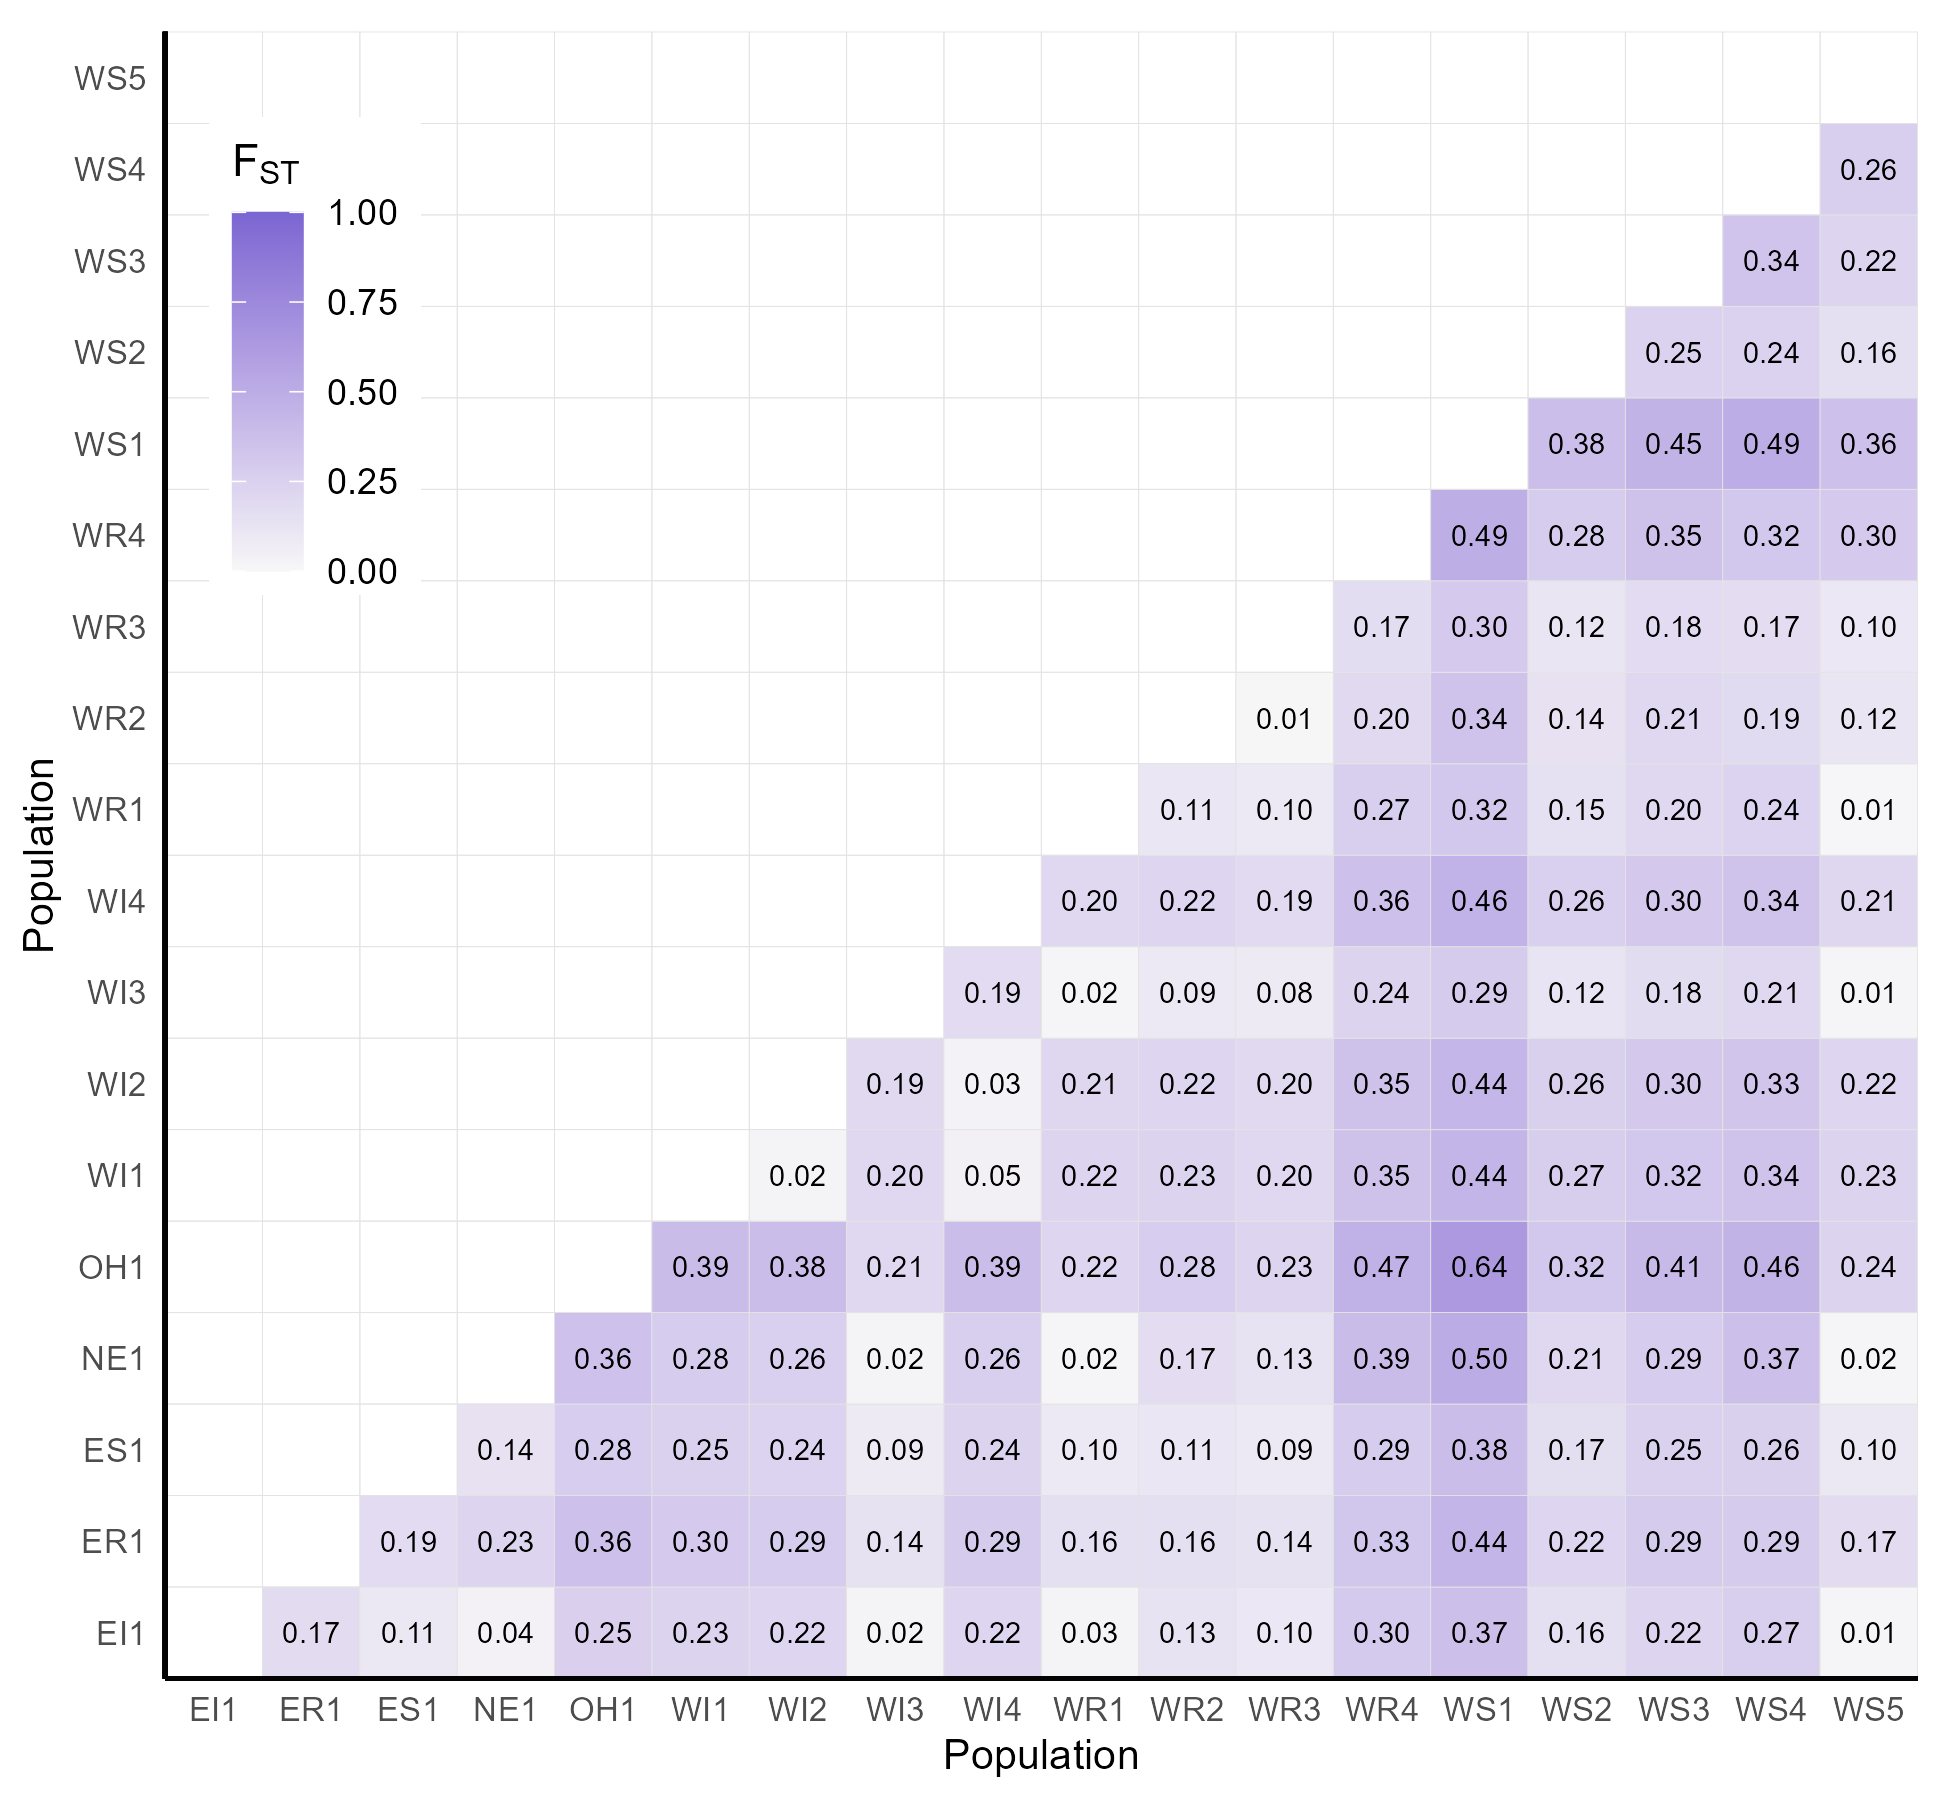 WS5
WS4 0.26
WS3 0.34 0.22
WS2 0.25 0.24 0.16
WS1 0.38 0.45 0.49 0.36
WR4 0.49 0.28 0.35 0.32 0.30
WR3 0.17 0.30 0.12 0.18 0.17 0.10
WR2 0.01 0.20 0.34 0.14 0.21 0.19 0.12
WR1 0.11 0.10 0.27 0.32 0.15 0.20 0.24 0.01
WI4 0.20 0.22 0.19 0.36 0.46 0.26 0.30 0.34 0.21
WI3 0.19 0.02 0.09 0.08 0.24 0.29 0.12 0.18 0.21 0.01
WI2 0.19 0.03 0.21 0.22 0.20 0.35 0.44 0.26 0.30 0.33 0.22
WI1 0.02 0.20 0.05 0.22 0.23 0.20 0.35 0.44 0.27 0.32 0.34 0.23
OH1 0.39 0.38 0.21 0.39 0.22 0.28 0.23 0.47 0.64 0.32 0.41 0.46 0.24
NE1 0.36 0.28 0.26 0.02 0.26 0.02 0.17 0.13 0.39 0.50 0.21 0.29 0.37 0.02
ES1 0.14 0.28 0.25 0.24 0.09 0.24 0.10 0.11 0.09 0.29 0.38 0.17 0.25 0.26 0.10
ER1 0.19 0.23 0.36 0.30 0.29 0.14 0.29 0.16 0.16 0.14 0.33 0.44 0.22 0.29 0.29 0.17
EI1 0.17 0.11 0.04 0.25 0.23 0.22 0.02 0.22 0.03 0.13 0.10 0.30 0.37 0.16 0.22 0.27 0.01
EI1 ER1 ES1 NE1 OH1 WI1 WI2 WI3 WI4 WR1 WR2 WR3 WR4 WS1 WS2 WS3 WS4 WS5
Population
Population
FST
1.00
0.75
0.50
0.25
0.00